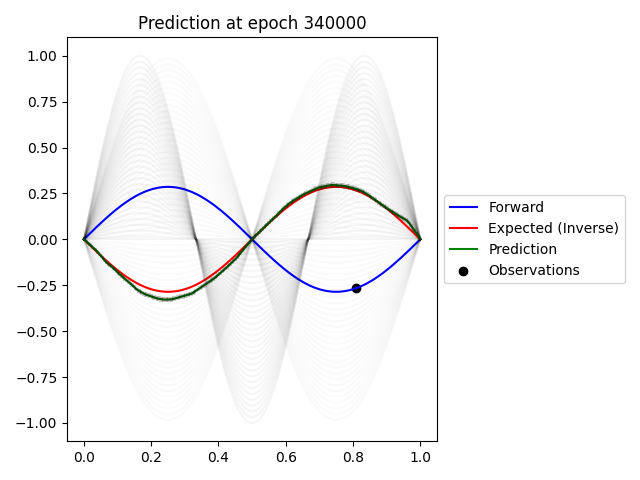 Prediction at epoch 340000
1.00
0.75
0.50
0.25
0.00
−0.25
−0.50
−0.75
−1.00
0.0 0.2 0.4 0.6 0.8 1.0
Forward
Expected (Inverse)
Prediction
Observations